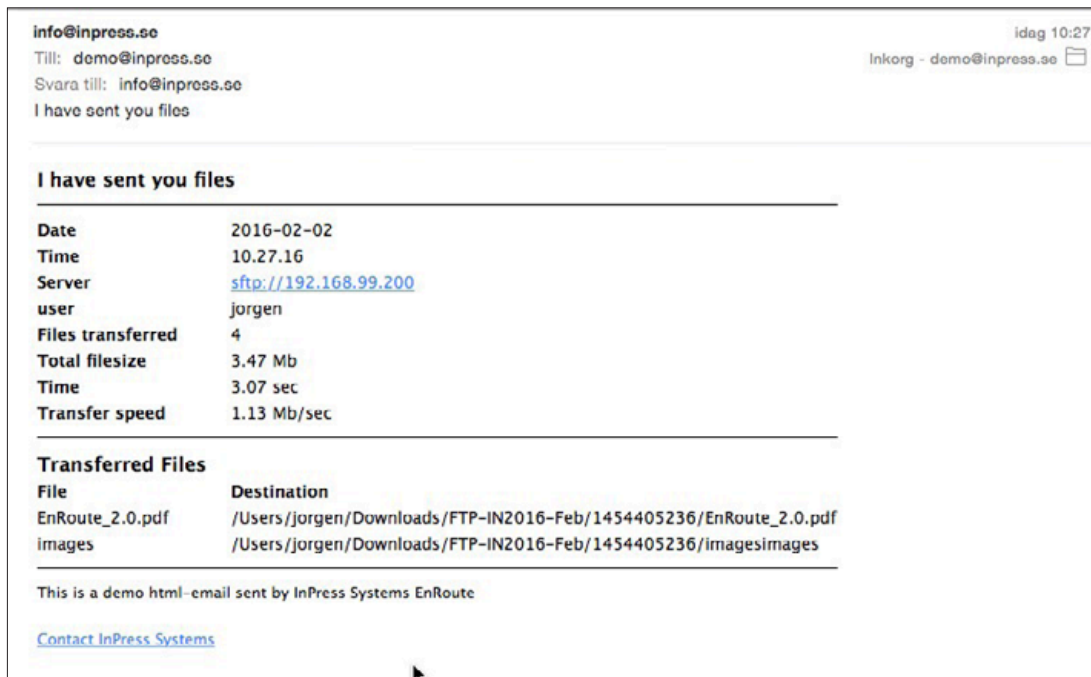 info@inpress.se idag 10:27
Till: demo@inpress.se Inkorg - demo@inpress.se
Svara till: info@inpress.se
I have sent you files
I have sent you files
Date 2016-02-02
Time 10.27.16
Server sftp://192.168.99.200
user jorgen
Files transferred 4
Total filesize 3.47 Mb
Time 3.07 sec
Transfer speed 1.13 Mb/sec
Transferred Files
File Destination
EnRoute_2.0.pdf /Users/jorgen/Downloads/FTP-IN2016-Feb/1454405236/EnRoute_2.0.pdf
images /Users/jorgen/Downloads/FTP-IN2016-Feb/1454405236/imagesimages
This is a demo html-email sent by InPress Systems EnRoute
Contact InPress Systems